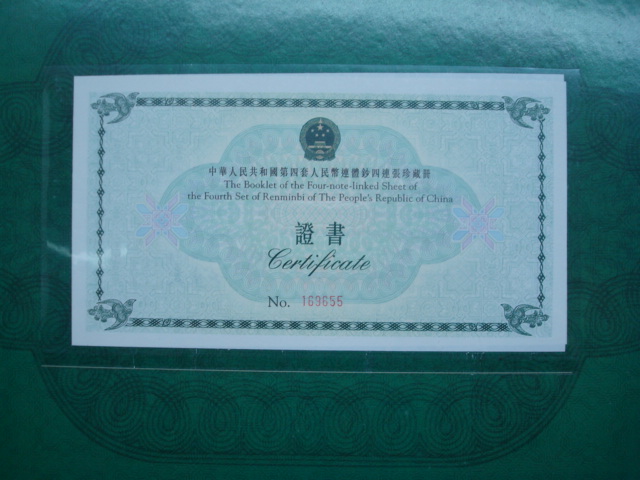 中華人民共和國第四套人民幣連體鈔四連張珍藏冊
The Booklet of the Four-note-linked Sheet of
the Fourth Set of Renminbi of The People's Republic of China
證書
Certificate
No. 169655